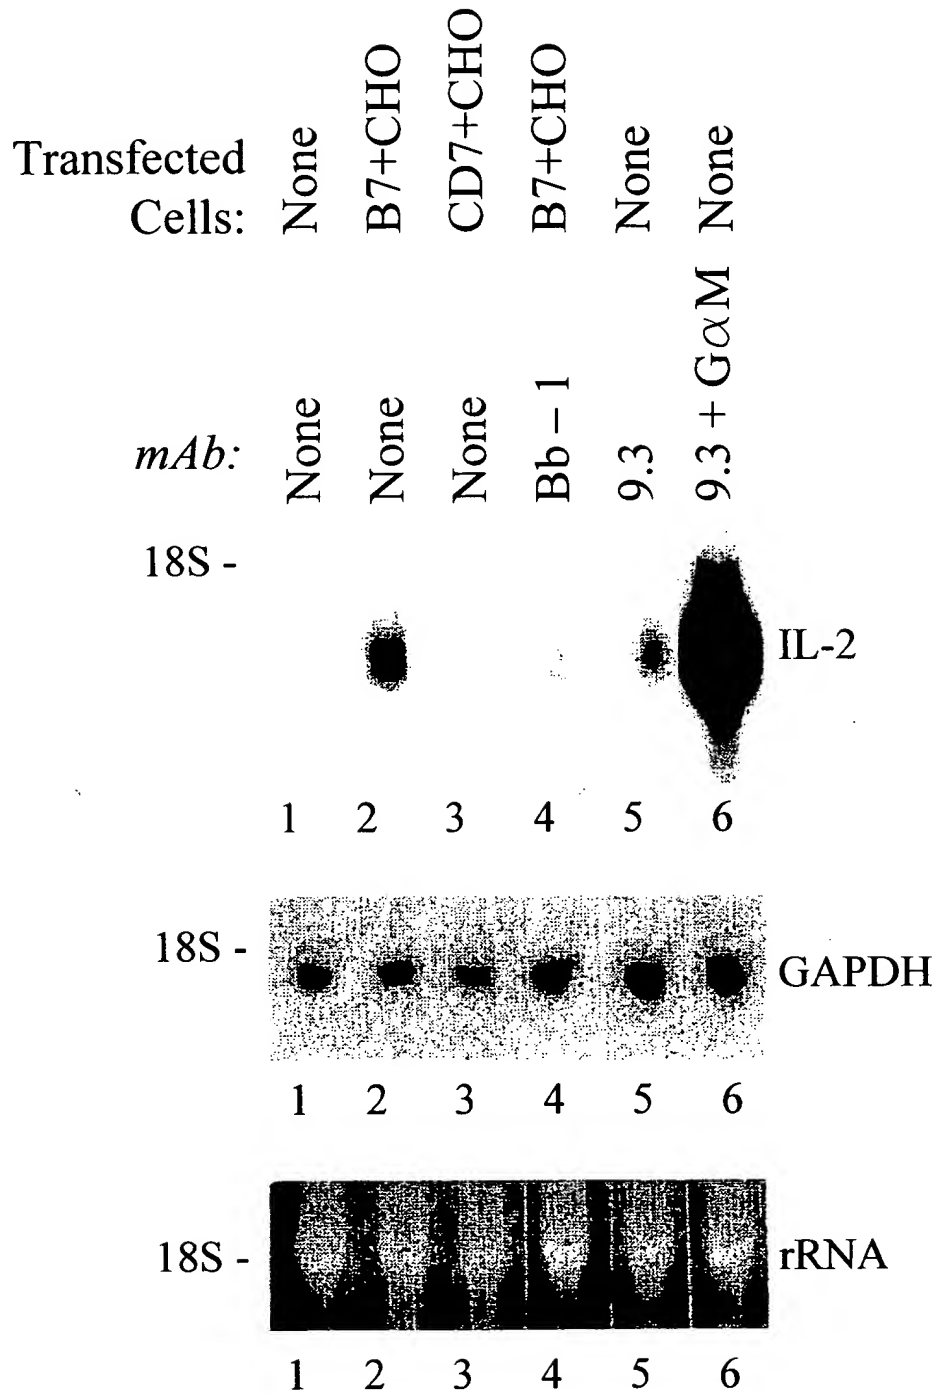 Transfected
Cells:
None
B7+CHO
CD7+CHO
B7+CHO
None
None
mAb:
None
None
None
Bb – 1
9.3
9.3 + GαM
18S -
IL-2
1 2 3 4 5 6
18S -
GAPDH
1 2 3 4 5 6
18S -
rRNA
1 2 3 4 5 6